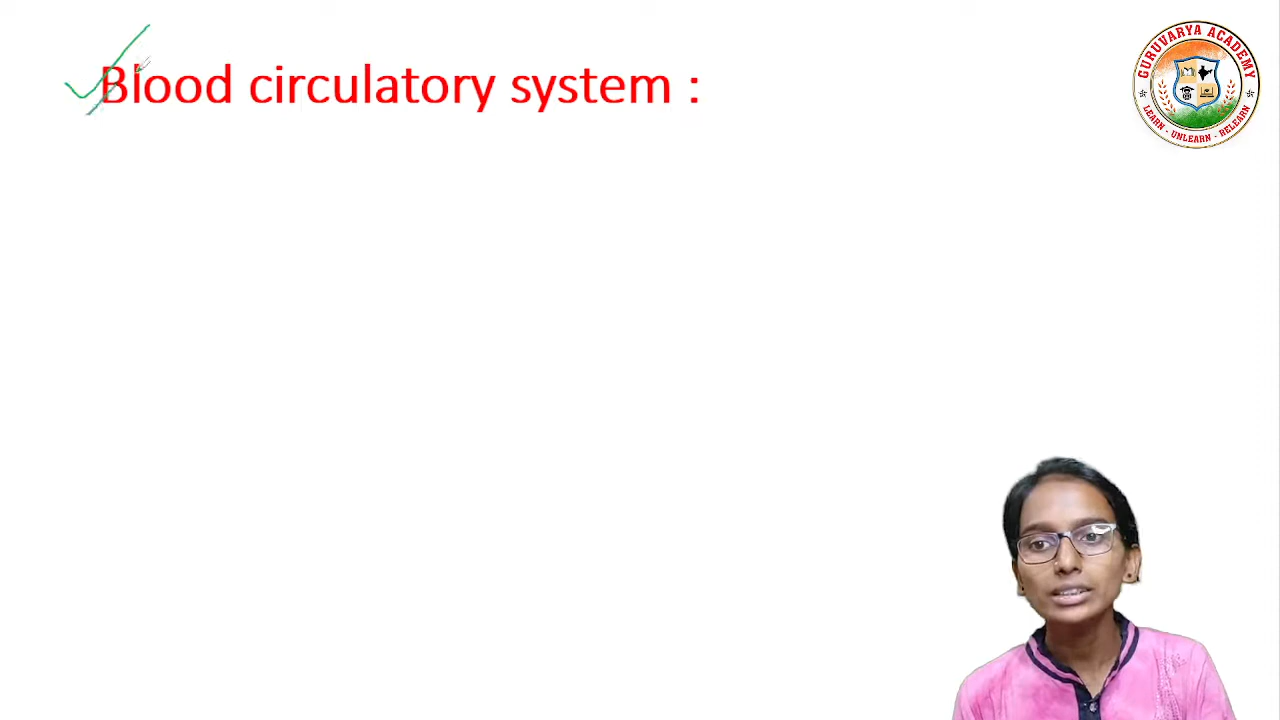 Blood circulatory system :
GURUVARYA ACADEMY
LEARN - UNLEARN - RELEARN